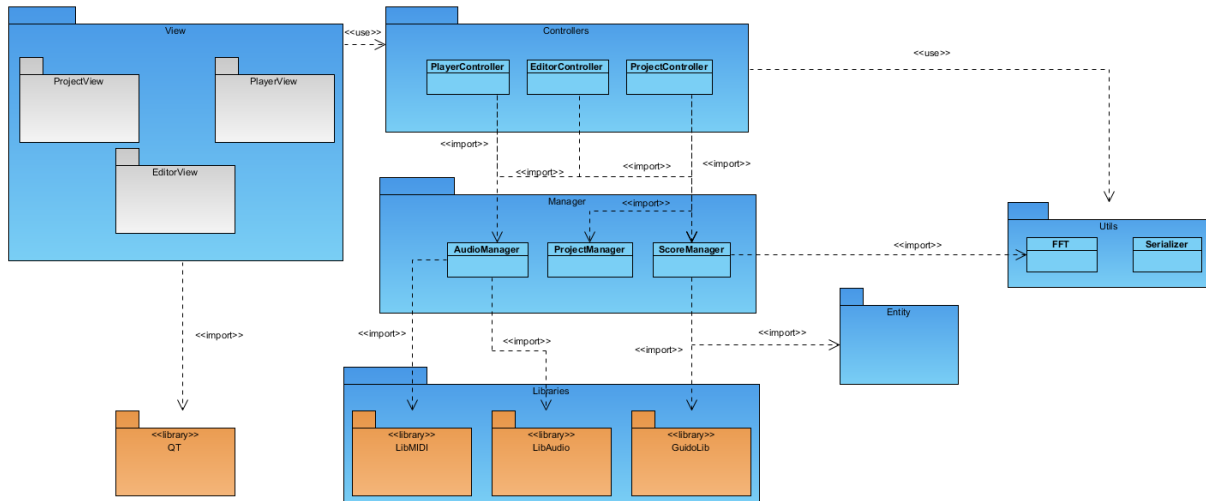 View
<<use>>
Controllers
<<use>>
ProjectView
PlayerView
EditorView
PlayerController
EditorController
ProjectController
<<import>>
<<import>>
<<import>>
<<import>>
Manager
<<import>>
AudioManager
ProjectManager
ScoreManager
<<import>>
Utils
FFT
Serializer
Entity
<<import>>
<<import>>
<<import>>
<<import>>
<<import>>
Libraries
<<library>>
QT
<<library>>
LibMIDI
<<library>>
LibAudio
<<library>>
GuidoLib